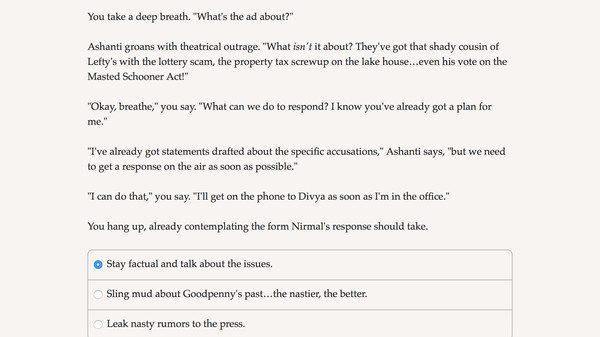 You take a deep breath. "What's the ad about?"
Ashanti groans with theatrical outrage. "What isn't it about? They've got that shady cousin of
Lefty's with the lottery scam, the property tax screwup on the lake house…even his vote on the
Masted Schooner Act!"
"Okay, breathe," you say. "What can we do to respond? I know you've already got a plan for
me."
"I've already got statements drafted about the specific accusations," Ashanti says, "but we need
to get a response on the air as soon as possible."
"I can do that," you say. "I'll get on the phone to Divya as soon as I'm in the office."
You hang up, already contemplating the form Nirmal's response should take.
Stay factual and talk about the issues.
Sling mud about Goodpenny's past…the nastier, the better.
Leak nasty rumors to the press.